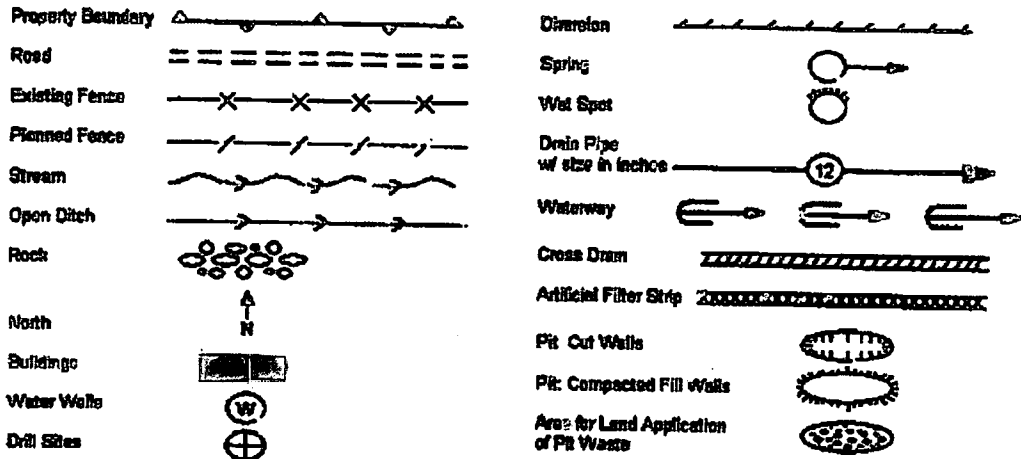 Property Boundary
Road
Existing Fence
Planned Fence
Stream
Open Ditch
Rock
North
N
Buildings
Water Wells
W
Drill Sites
Diversion
Spring
Wet Spot
Drain Pipe
w/ size in inches
12
Waterway
Cross Drain
Artificial Filter Strip
Pit Cut Walls
Pit: Compacted Fill Walls
Area for Land Application
of Pit Waste